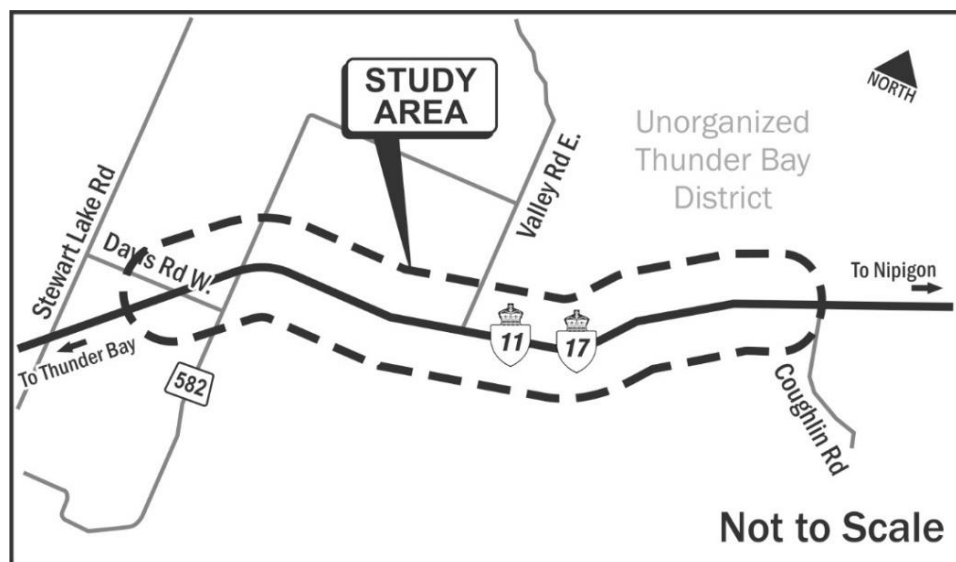 STUDY
AREA
NORTH
Unorganized
Thunder Bay
District
Stewart Lake Rd
Davis Rd W.
Valley Rd E.
To Nipigon
11
17
To Thunder Bay
582
Coughlin Rd
Not to Scale